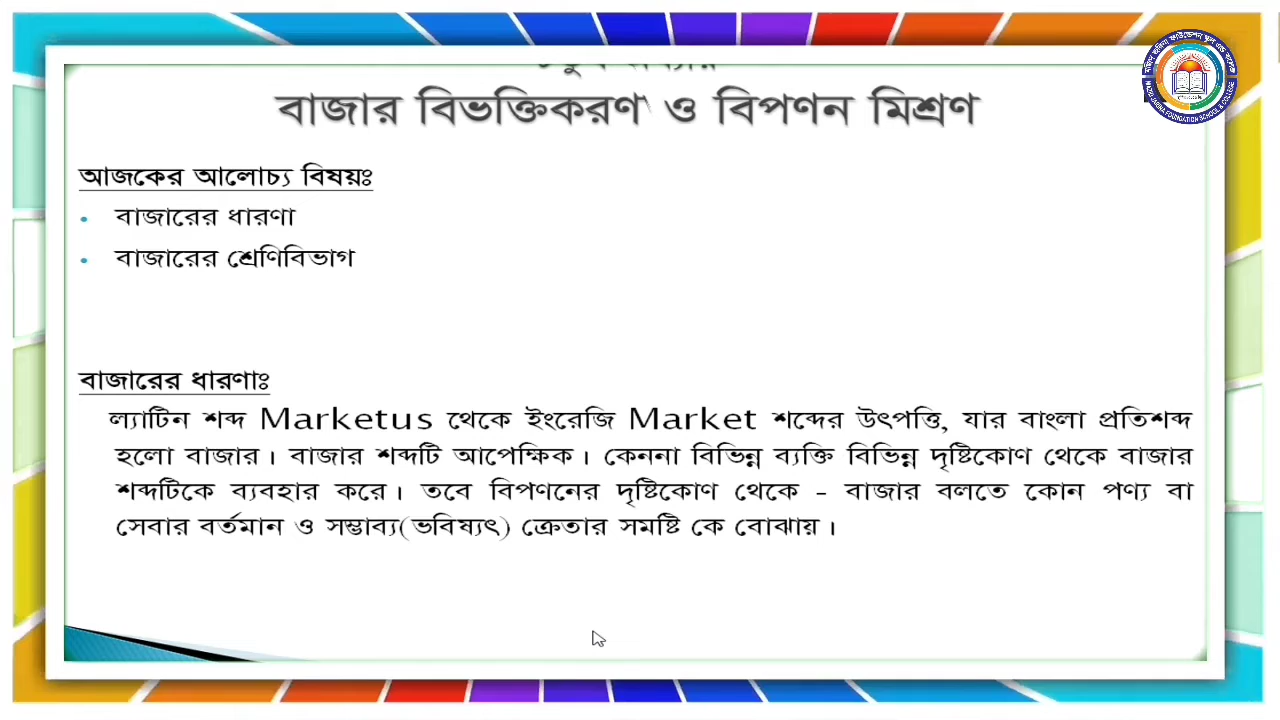 বাজার বিভক্তিকরণ ও বিপণন মিশ্রণ
আজকের আলোচ্য বিষয়ঃ
• বাজারের ধারণা
• বাজারের শ্রেণিবিভাগ
বাজারের ধারণাঃ
ল্যাটিন শব্দ Marketus থেকে ইংরেজি Market শব্দের উৎপত্তি, যার বাংলা প্রতিশব্দ
হলো বাজার। বাজার শব্দটি আপেক্ষিক। কেননা বিভিন্ন ব্যক্তি বিভিন্ন দৃষ্টিকোণ থেকে বাজার
শব্দটিকে ব্যবহার করে। তবে বিপণনের দৃষ্টিকোণ থেকে - বাজার বলতে কোন পণ্য বা
সেবার বর্তমান ও সম্ভাব্য(ভবিষ্যৎ) ক্রেতার সমষ্টি কে বোঝায়।